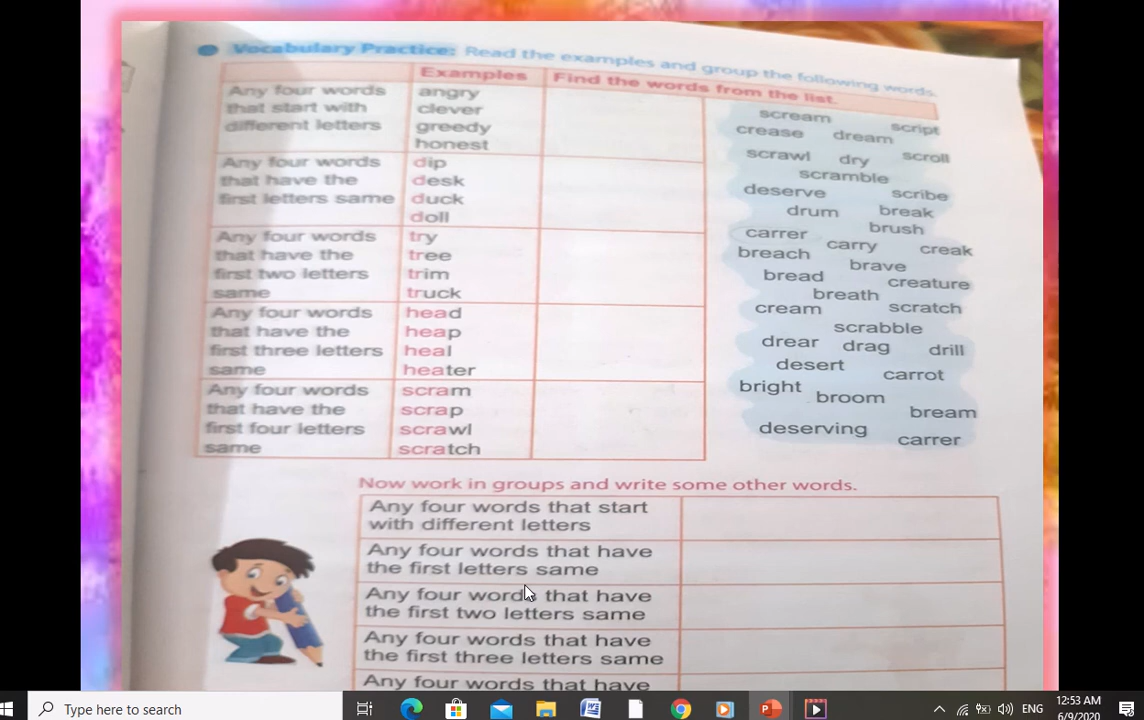 Vocabulary Practice: Read the examples and group the following words.
Examples
Find the words from the list.
Any four words
that start with
different letters
angry
clever
greedy
honest
Any four words
that have the
first letters same
dip
desk
duck
doll
Any four words
that have the
first two letters
same
try
tree
trim
truck
Any four words
that have the
first three letters
same
head
heap
heal
heater
Any four words
that have the
first four letters
same
scram
scrap
scrawl
scratch
scream script
crease dream
scrawl dry scroll
scramble
deserve scribe
drum break
carrer brush
breach carry creak
bread brave
breath creature
cream scratch
scrabble
drear drag drill
desert carrot
bright broom
bream
deserving
carrer
Now work in groups and write some other words.
Any four words that start
with different letters
Any four words that have
the first letters same
Any four words that have
the first two letters same
Any four words that have
the first three letters same
Any four words that have
Type here to search
ENG
12:53 AM
6/9/2020